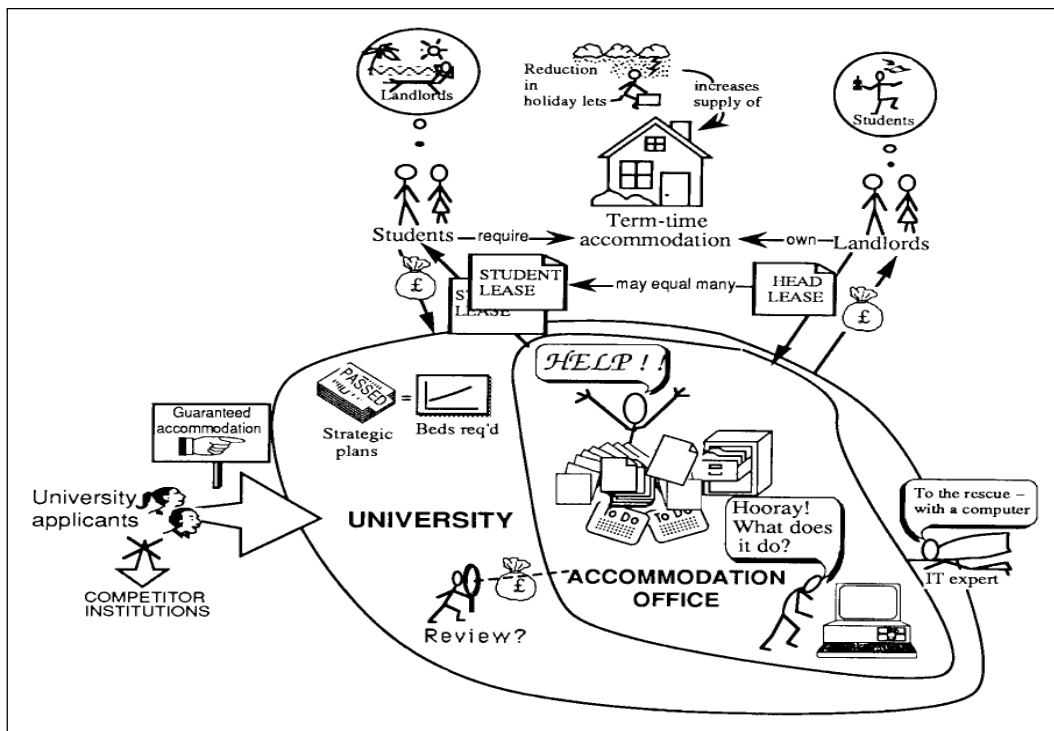 Landlords
Reduction
in
holiday lets
increases
supply of
Students
Students
require
Term-time
accommodation
own
Landlords
£
STUDENT
LEASE
LEASE
may equal many
HEAD
LEASE
£
HELP ! !
PASSED
=
Strategic
plans
Beds req'd
Guaranteed
accommodation
University
applicants
COMPETITOR
INSTITUTIONS
UNIVERSITY
TO DO
TO DO
Hooray!
What does
it do?
To the rescue –
with a computer
IT expert
£
ACCOMMODATION
OFFICE
Review?